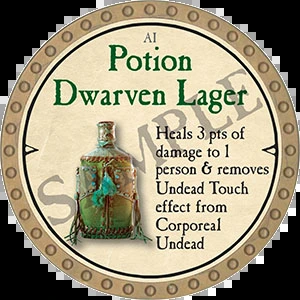 AI
Potion
Dwarven Lager
Heals 3 pts of
damage to 1
person & removes
Undead Touch
effect from
Corporeal
Undead
SAMPLE